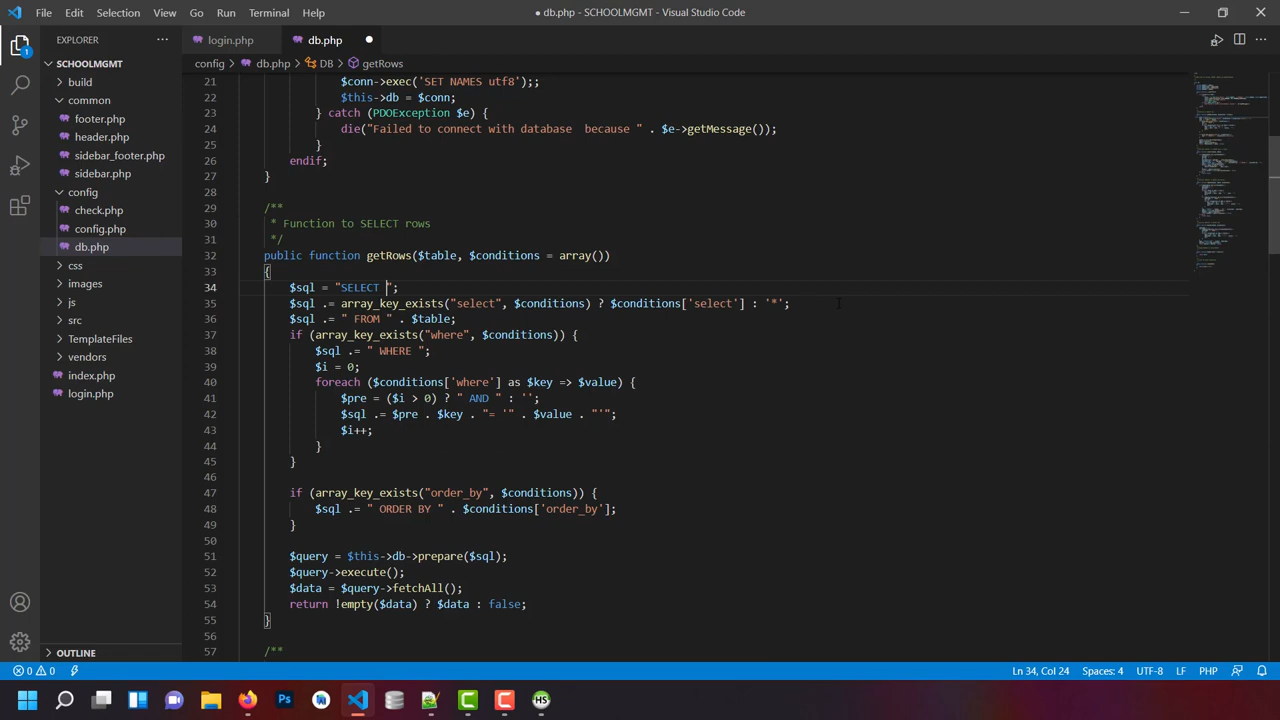 File Edit Selection View Go Run Terminal Help
● db.php - SCHOOLMGMT - Visual Studio Code
EXPLORER
login.php
db.php
SCHOOLMGMT
config > db.php > DB > getRows
build
common
footer.php
header.php
sidebar_footer.php
sidebar.php
config
check.php
config.php
db.php
css
images
js
src
TemplateFiles
vendors
index.php
login.php
OUTLINE
21 $conn->exec('SET NAMES utf8');;
22 $this->db = $conn;
23 } catch (PDOException $e) {
24 die("Failed to connect with database  because " . $e->getMessage());
25 }
26 endif;
27 }
28
29 /**
30 * Function to SELECT rows
31 */
32 public function getRows($table, $conditions = array())
33 {
34 $sql = "SELECT ";
35 $sql .= array_key_exists("select", $conditions) ? $conditions['select'] : '*';
36 $sql .= " FROM " . $table;
37 if (array_key_exists("where", $conditions)) {
38 $sql .= " WHERE ";
39 $i = 0;
40 foreach ($conditions['where'] as $key => $value) {
41 $pre = ($i > 0) ? " AND " : '';
42 $sql .= $pre . $key . "= '" . $value . "'";
43 $i++;
44 }
45 }
46
47 if (array_key_exists("order_by", $conditions)) {
48 $sql .= " ORDER BY " . $conditions['order_by'];
49 }
50
51 $query = $this->db->prepare($sql);
52 $query->execute();
53 $data = $query->fetchAll();
54 return !empty($data) ? $data : false;
55 }
56
57 /**
0 0
Ln 34, Col 24 Spaces: 4 UTF-8 LF PHP
1
Ps
HS